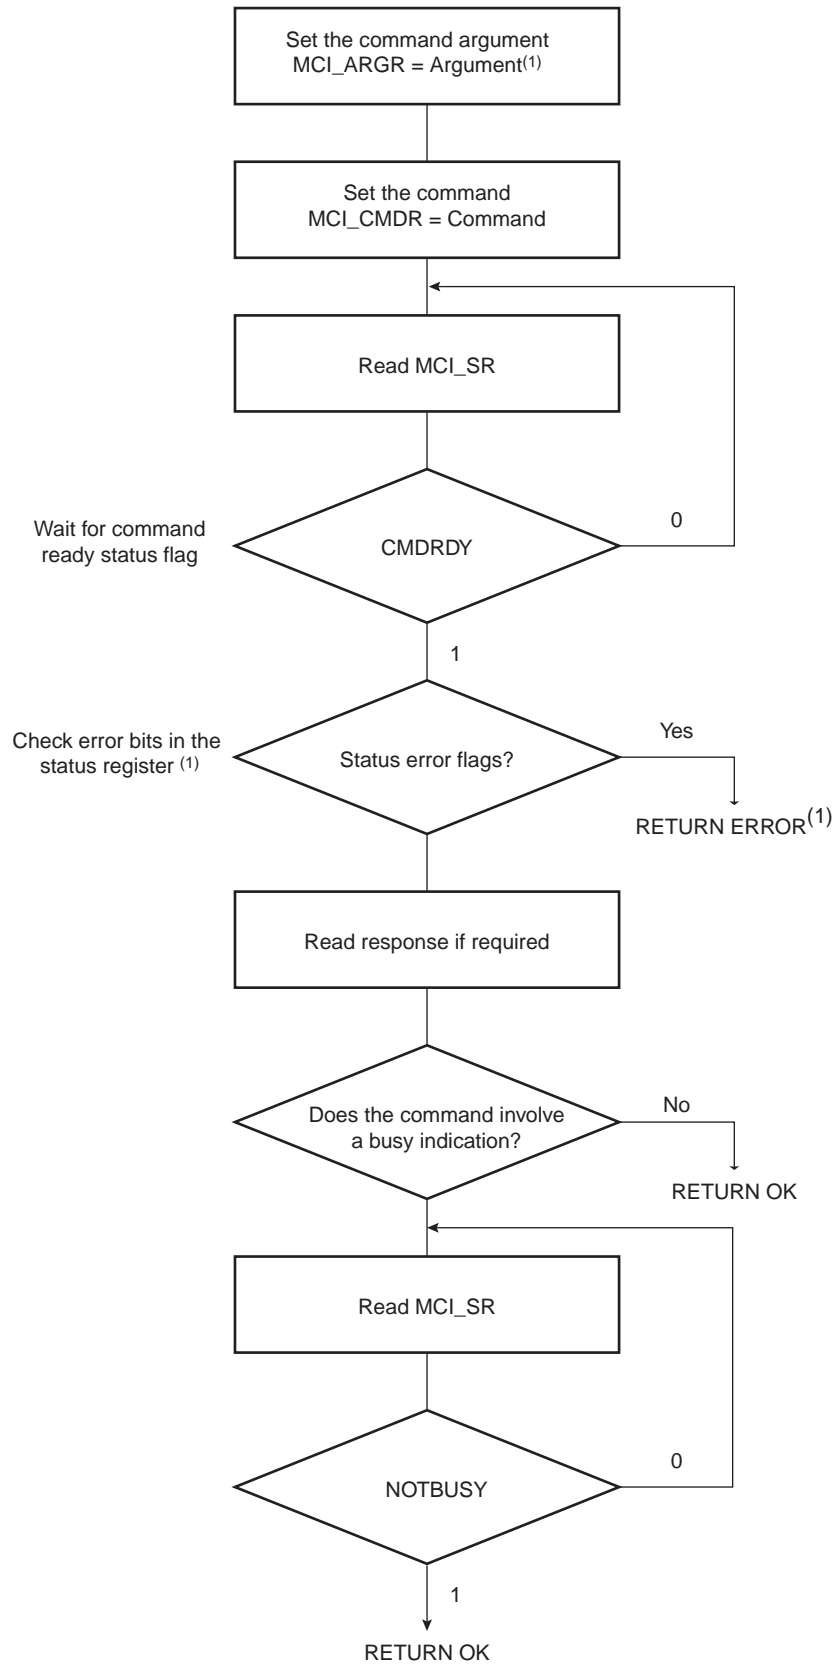 Set the command argument
MCI_ARGR = Argument(1)
Set the command
MCI_CMDR = Command
Read MCI_SR
Wait for command
ready status flag
CMDRDY
0
1
Check error bits in the
status register (1)
Status error flags?
Yes
RETURN ERROR(1)
Read response if required
Does the command involve
a busy indication?
No
RETURN OK
Read MCI_SR
NOTBUSY
0
1
RETURN OK